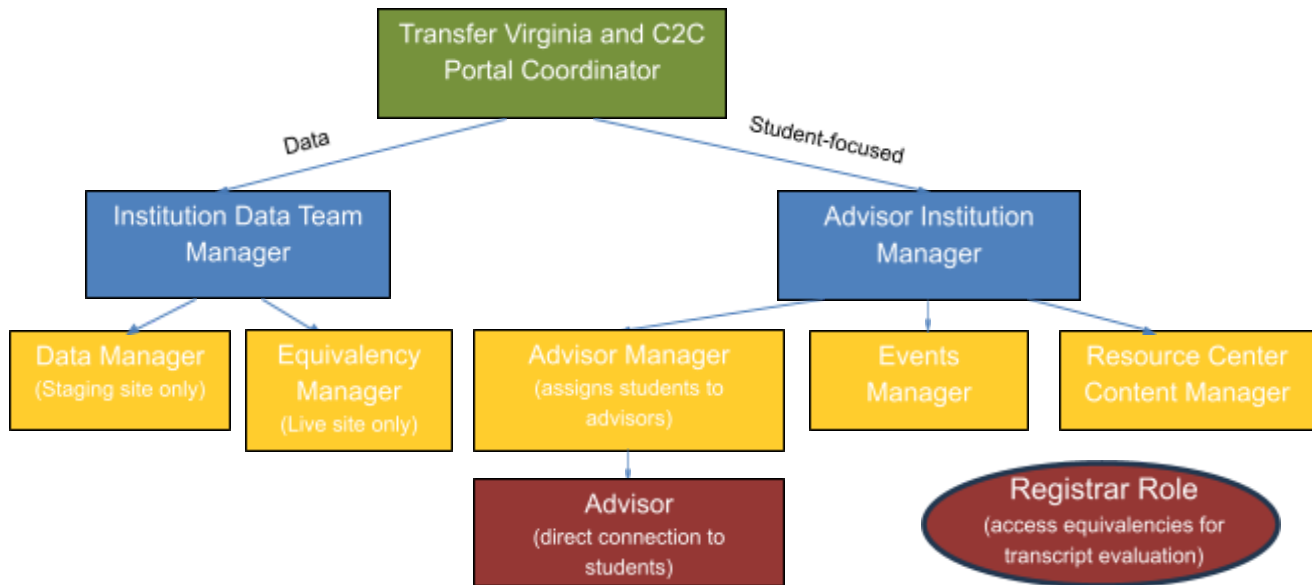 Transfer Virginia and C2C
Portal Coordinator
Data
Student-focused
Institution Data Team
Manager
Advisor Institution
Manager
Data Manager
(Staging site only)
Equivalency
Manager
(Live site only)
Advisor Manager
(assigns students to
advisors)
Events
Manager
Resource Center
Content Manager
Advisor
(direct connection to
students)
Registrar Role
(access equivalencies for
transcript evaluation)